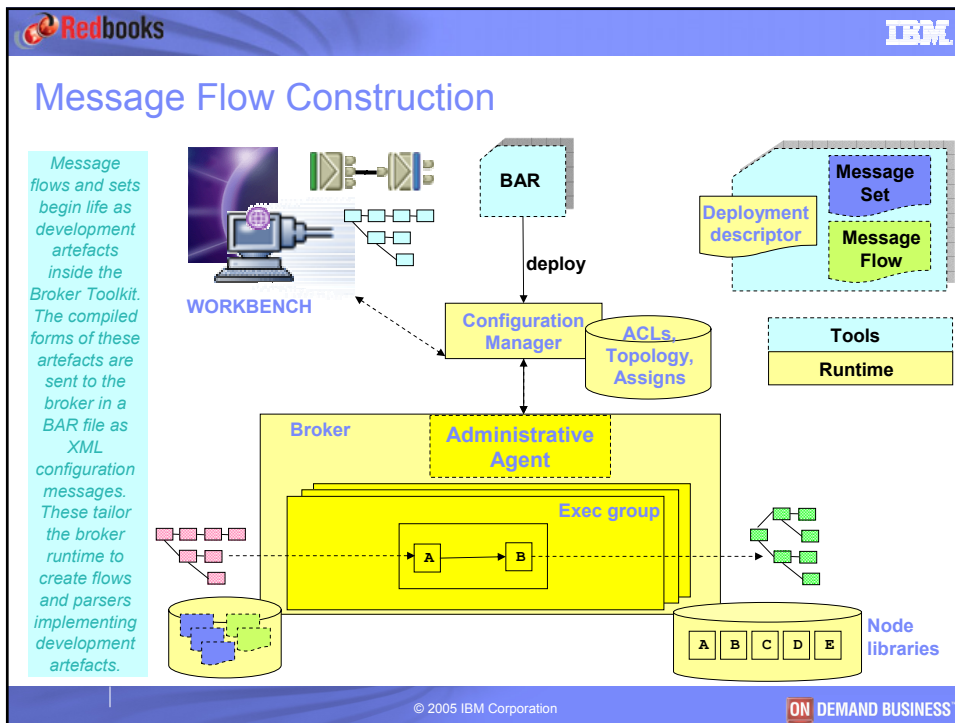 Redbooks
IBM
Message Flow Construction
Message
flows and sets
begin life as
development
artefacts
inside the
Broker Toolkit.
The compiled
forms of these
artefacts are
sent to the
broker in a
BAR file as
XML
configuration
messages.
These tailor
the broker
runtime to
create flows
and parsers
implementing
development
artefacts.
WORKBENCH
BAR
deploy
Configuration
Manager
ACLs,
Topology,
Assigns
Deployment
descriptor
Message
Set
Message
Flow
Tools
Runtime
Broker
Administrative
Agent
Exec group
A
B
A B C D E
Node
libraries
© 2005 IBM Corporation
ON DEMAND BUSINESS™